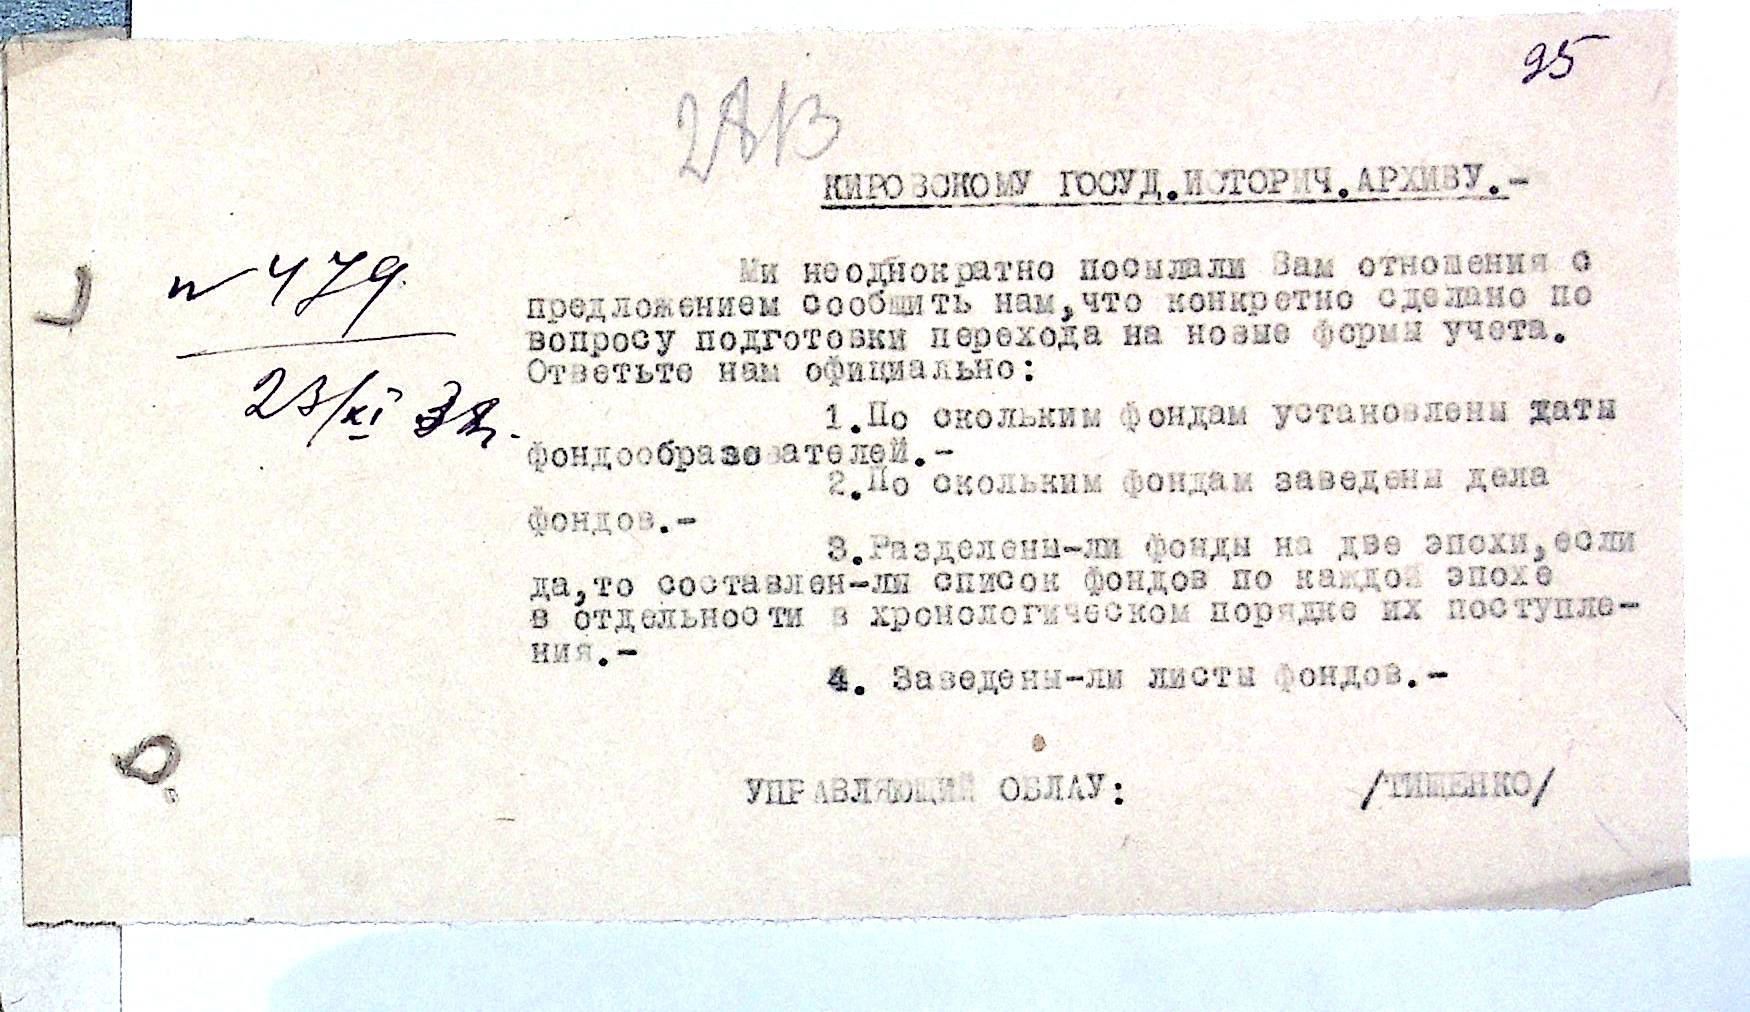 95
КИРОВСКОМУ ГОСУД.ИСТОРИЧ.АРХИВУ.-
№ 479.
23/XI
Ми неоднократно посылали Вам отношения с
предложением сообщить нам,что конкретно сделано по
вопросу подготовки перехода на новые формы учета.
Ответьте нам официально:
1.По скольким фондам установлены даты
фондообразователей.-
2.По скольким фондам заведены дела
фондов.-
3.Разделены-ли фонды на две эпохи,если
да,то составлен-ли список фондов по каждой эпохе
в отдельности в хронологическом порядке их поступле-
ния.-
4. Заведены-ли листы фондов.-
УПРАВЛЯЮЩИЙ ОБЛАУ: /ТИЩЕНКО/